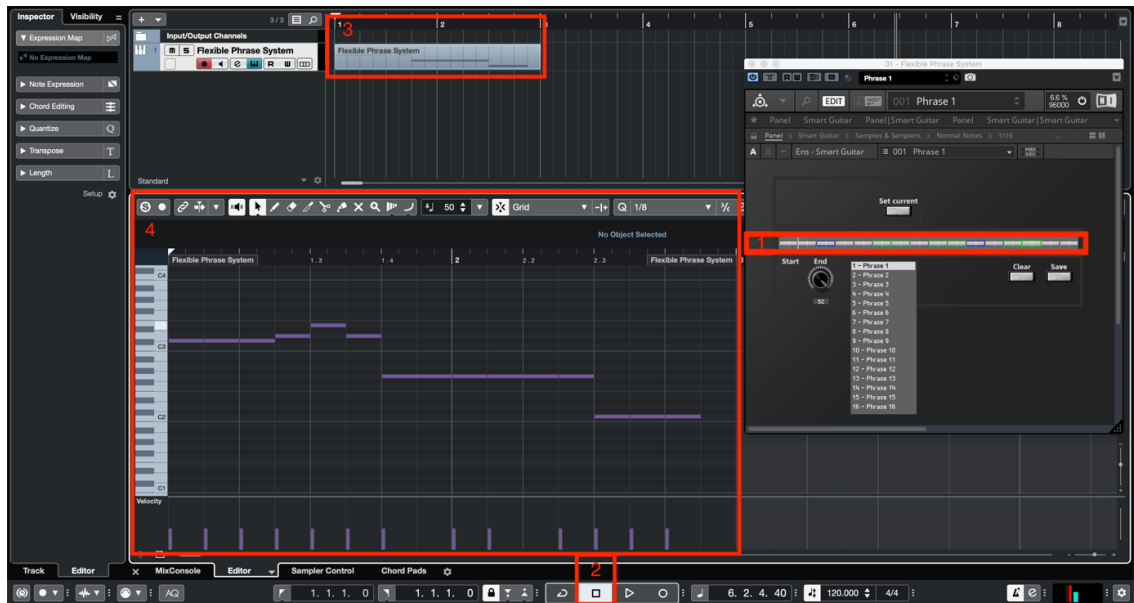 Inspector Visibility
3/3
Expression Map
No Expression Map
Note Expression
Chord Editing
Quantize Q
Transpose T
Length L
Setup
Input/Output Channels
1 m S Flexible Phrase System
R W
Standard
1 2 3 4 5 6 7 8
3
Flexible Phrase System
01 - Flexible Phrase System
Phrase 1
EDIT 001 Phrase 1 6.6 % 96000
Panel Smart Guitar Panel|Smart Guitar Panel Smart Guitar|Smart Guitar
Panel > Smart Guitar > Samples & Samplers > Normal Notes > 1/16 ...
A B Ens - Smart Guitar 001 Phrase 1
Set current
1
Start End Clear Save
92
1 - Phrase 1
2 - Phrase 2
3 - Phrase 3
4 - Phrase 4
5 - Phrase 5
6 - Phrase 6
7 - Phrase 7
8 - Phrase 8
9 - Phrase 9
10 - Phrase 10
11 - Phrase 11
12 - Phrase 12
13 - Phrase 13
14 - Phrase 14
15 - Phrase 15
16 - Phrase 16
S 50 Grid Q 1/8
4
No Object Selected
Flexible Phrase System 1.3 1.4 2 2.2 2.3 Flexible Phrase System
C4
C3
C2
C1
Velocity
Track Editor
MixConsole Editor Sampler Control Chord Pads
2
AQ 1. 1. 1. 0 1. 1. 1. 0 6. 2. 4. 40 120.000 4/4